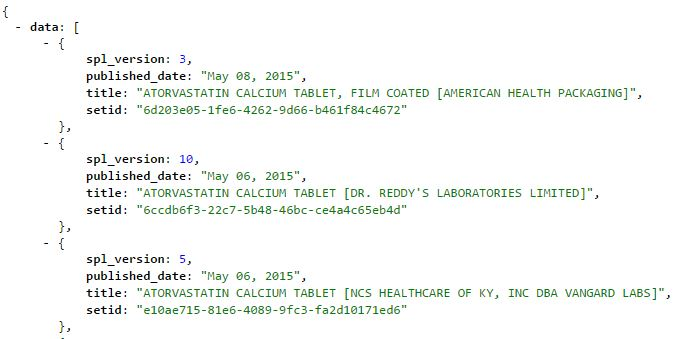 {
- data: [
- {
spl_version: 3,
published_date: "May 08, 2015",
title: "ATORVASTATIN CALCIUM TABLET, FILM COATED [AMERICAN HEALTH PACKAGING]",
setid: "6d203e05-1fe6-4262-9d66-b461f84c4672"
},
- {
spl_version: 10,
published_date: "May 06, 2015",
title: "ATORVASTATIN CALCIUM TABLET [DR. REDDY'S LABORATORIES LIMITED]",
setid: "6ccdb6f3-22c7-5b48-46bc-ce4a4c65eb4d"
},
- {
spl_version: 5,
published_date: "May 06, 2015",
title: "ATORVASTATIN CALCIUM TABLET [NCS HEALTHCARE OF KY, INC DBA VANGARD LABS]",
setid: "e10ae715-81e6-4089-9fc3-fa2d10171ed6"
},